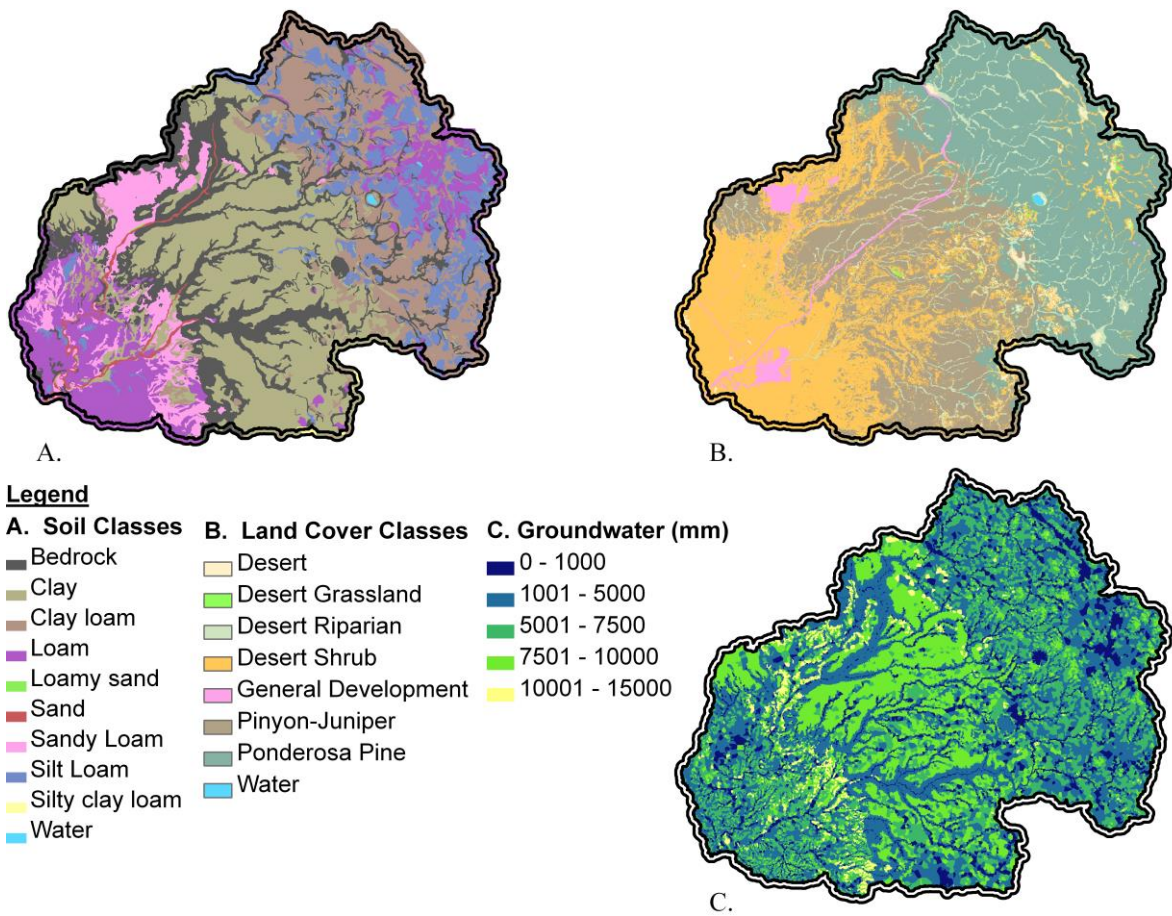 A.
B.
Legend
A. Soil Classes
Bedrock
Clay
Clay loam
Loam
Loamy sand
Sand
Sandy Loam
Silt Loam
Silty clay loam
Water
B. Land Cover Classes
Desert
Desert Grassland
Desert Riparian
Desert Shrub
General Development
Pinyon-Juniper
Ponderosa Pine
Water
C. Groundwater (mm)
0 - 1000
1001 - 5000
5001 - 7500
7501 - 10000
10001 - 15000
C.